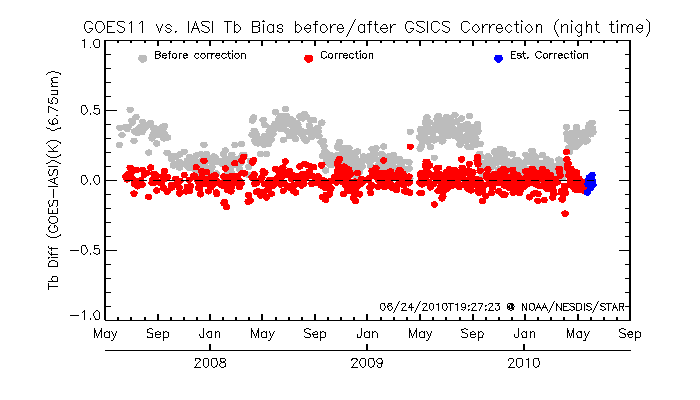 GOES11 vs. IASI Tb Bias before/after GSICS Correction (night time)
1.0
Before correction Correction Est. Correction
0.5
0.0
Tb Diff (GOES-IASI)(K) (6.75um)
-0.5
06/24/2010T19:27:23 @ NOAA/NESDIS/STAR
-1.0
May Sep Jan May Sep Jan May Sep Jan May Sep
2008 2009 2010